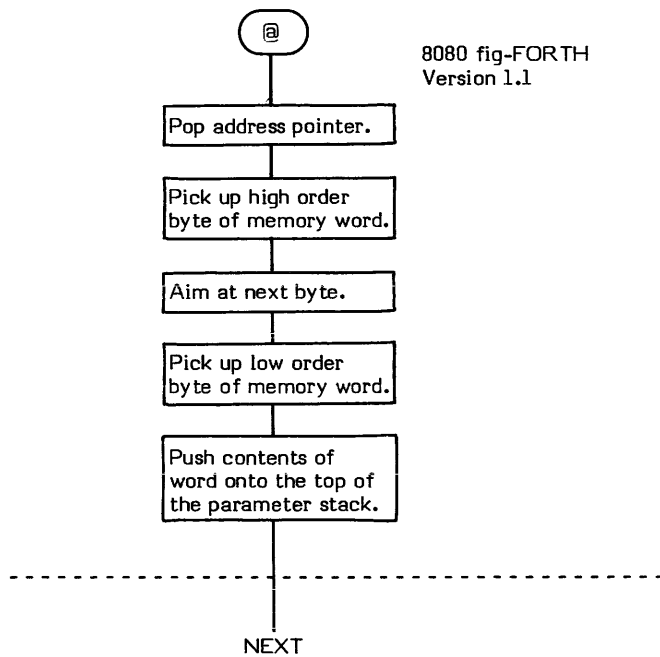 @
8080 fig-FORTH
Version 1.1
Pop address pointer.
Pick up high order
byte of memory word.
Aim at next byte.
Pick up low order
byte of memory word.
Push contents of
word onto the top of
the parameter stack.
NEXT